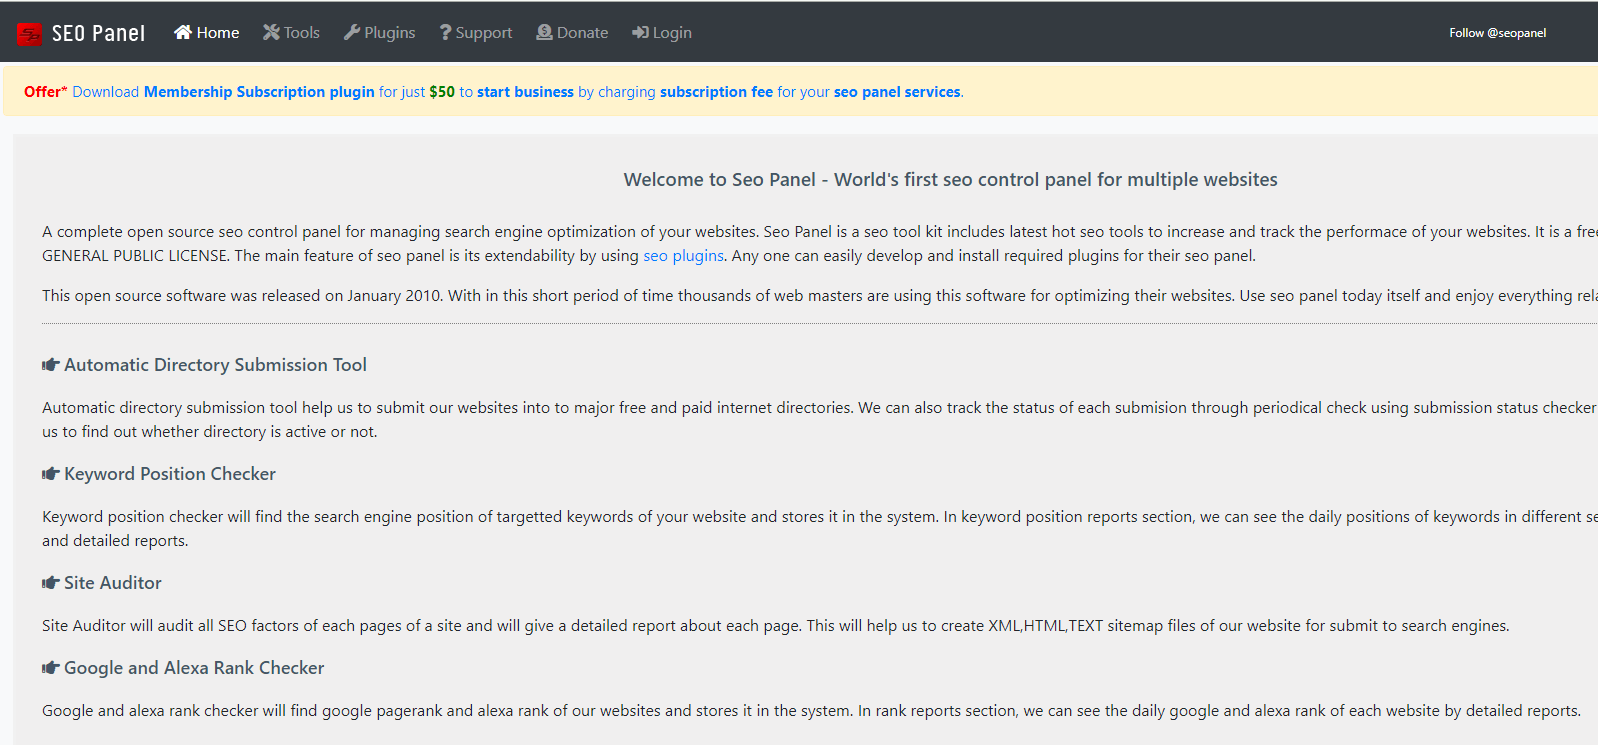 SEO Panel Home Tools Plugins Support Donate Login Follow @seopanel
Offer* Download Membership Subscription plugin for just $50 to start business by charging subscription fee for your seo panel services.
Welcome to Seo Panel - World's first seo control panel for multiple websites
A complete open source seo control panel for managing search engine optimization of your websites. Seo Panel is a seo tool kit includes latest hot seo tools to increase and track the performace of your websites. It is a fre
GENERAL PUBLIC LICENSE. The main feature of seo panel is its extendability by using seo plugins. Any one can easily develop and install required plugins for their seo panel.
This open source software was released on January 2010. With in this short period of time thousands of web masters are using this software for optimizing their websites. Use seo panel today itself and enjoy everything rela
Automatic Directory Submission Tool
Automatic directory submission tool help us to submit our websites into to major free and paid internet directories. We can also track the status of each submision through periodical check using submission status checker
us to find out whether directory is active or not.
Keyword Position Checker
Keyword position checker will find the search engine position of targetted keywords of your website and stores it in the system. In keyword position reports section, we can see the daily positions of keywords in different se
and detailed reports.
Site Auditor
Site Auditor will audit all SEO factors of each pages of a site and will give a detailed report about each page. This will help us to create XML,HTML,TEXT sitemap files of our website for submit to search engines.
Google and Alexa Rank Checker
Google and alexa rank checker will find google pagerank and alexa rank of our websites and stores it in the system. In rank reports section, we can see the daily google and alexa rank of each website by detailed reports.